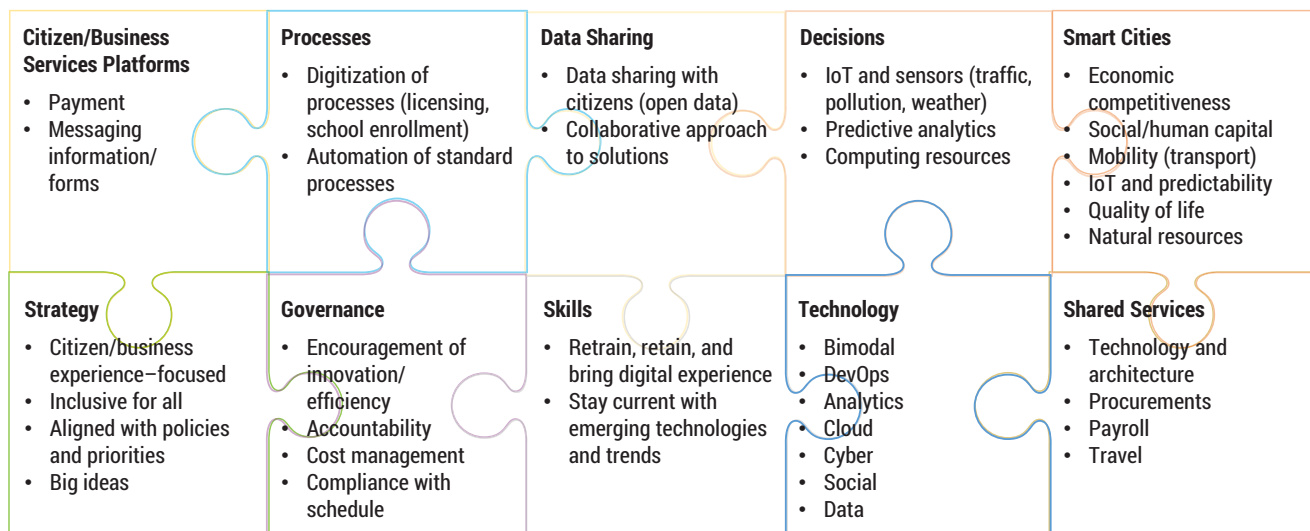 Citizen/Business
Services Platforms
• Payment
• Messaging
information/
forms
Processes
• Digitization of
processes (licensing,
school enrollment)
• Automation of standard
processes
Data Sharing
• Data sharing with
citizens (open data)
• Collaborative approach
to solutions
Decisions
• IoT and sensors (traffic,
pollution, weather)
• Predictive analytics
• Computing resources
Smart Cities
• Economic
competitiveness
• Social/human capital
• Mobility (transport)
• IoT and predictability
• Quality of life
• Natural resources
Strategy
• Citizen/business
experience–focused
• Inclusive for all
• Aligned with policies
and priorities
• Big ideas
Governance
• Encouragement of
innovation/
efficiency
• Accountability
• Cost management
• Compliance with
schedule
Skills
• Retrain, retain, and
bring digital experience
• Stay current with
emerging technologies
and trends
Technology
• Bimodal
• DevOps
• Analytics
• Cloud
• Cyber
• Social
• Data
Shared Services
• Technology and
architecture
• Procurements
• Payroll
• Travel